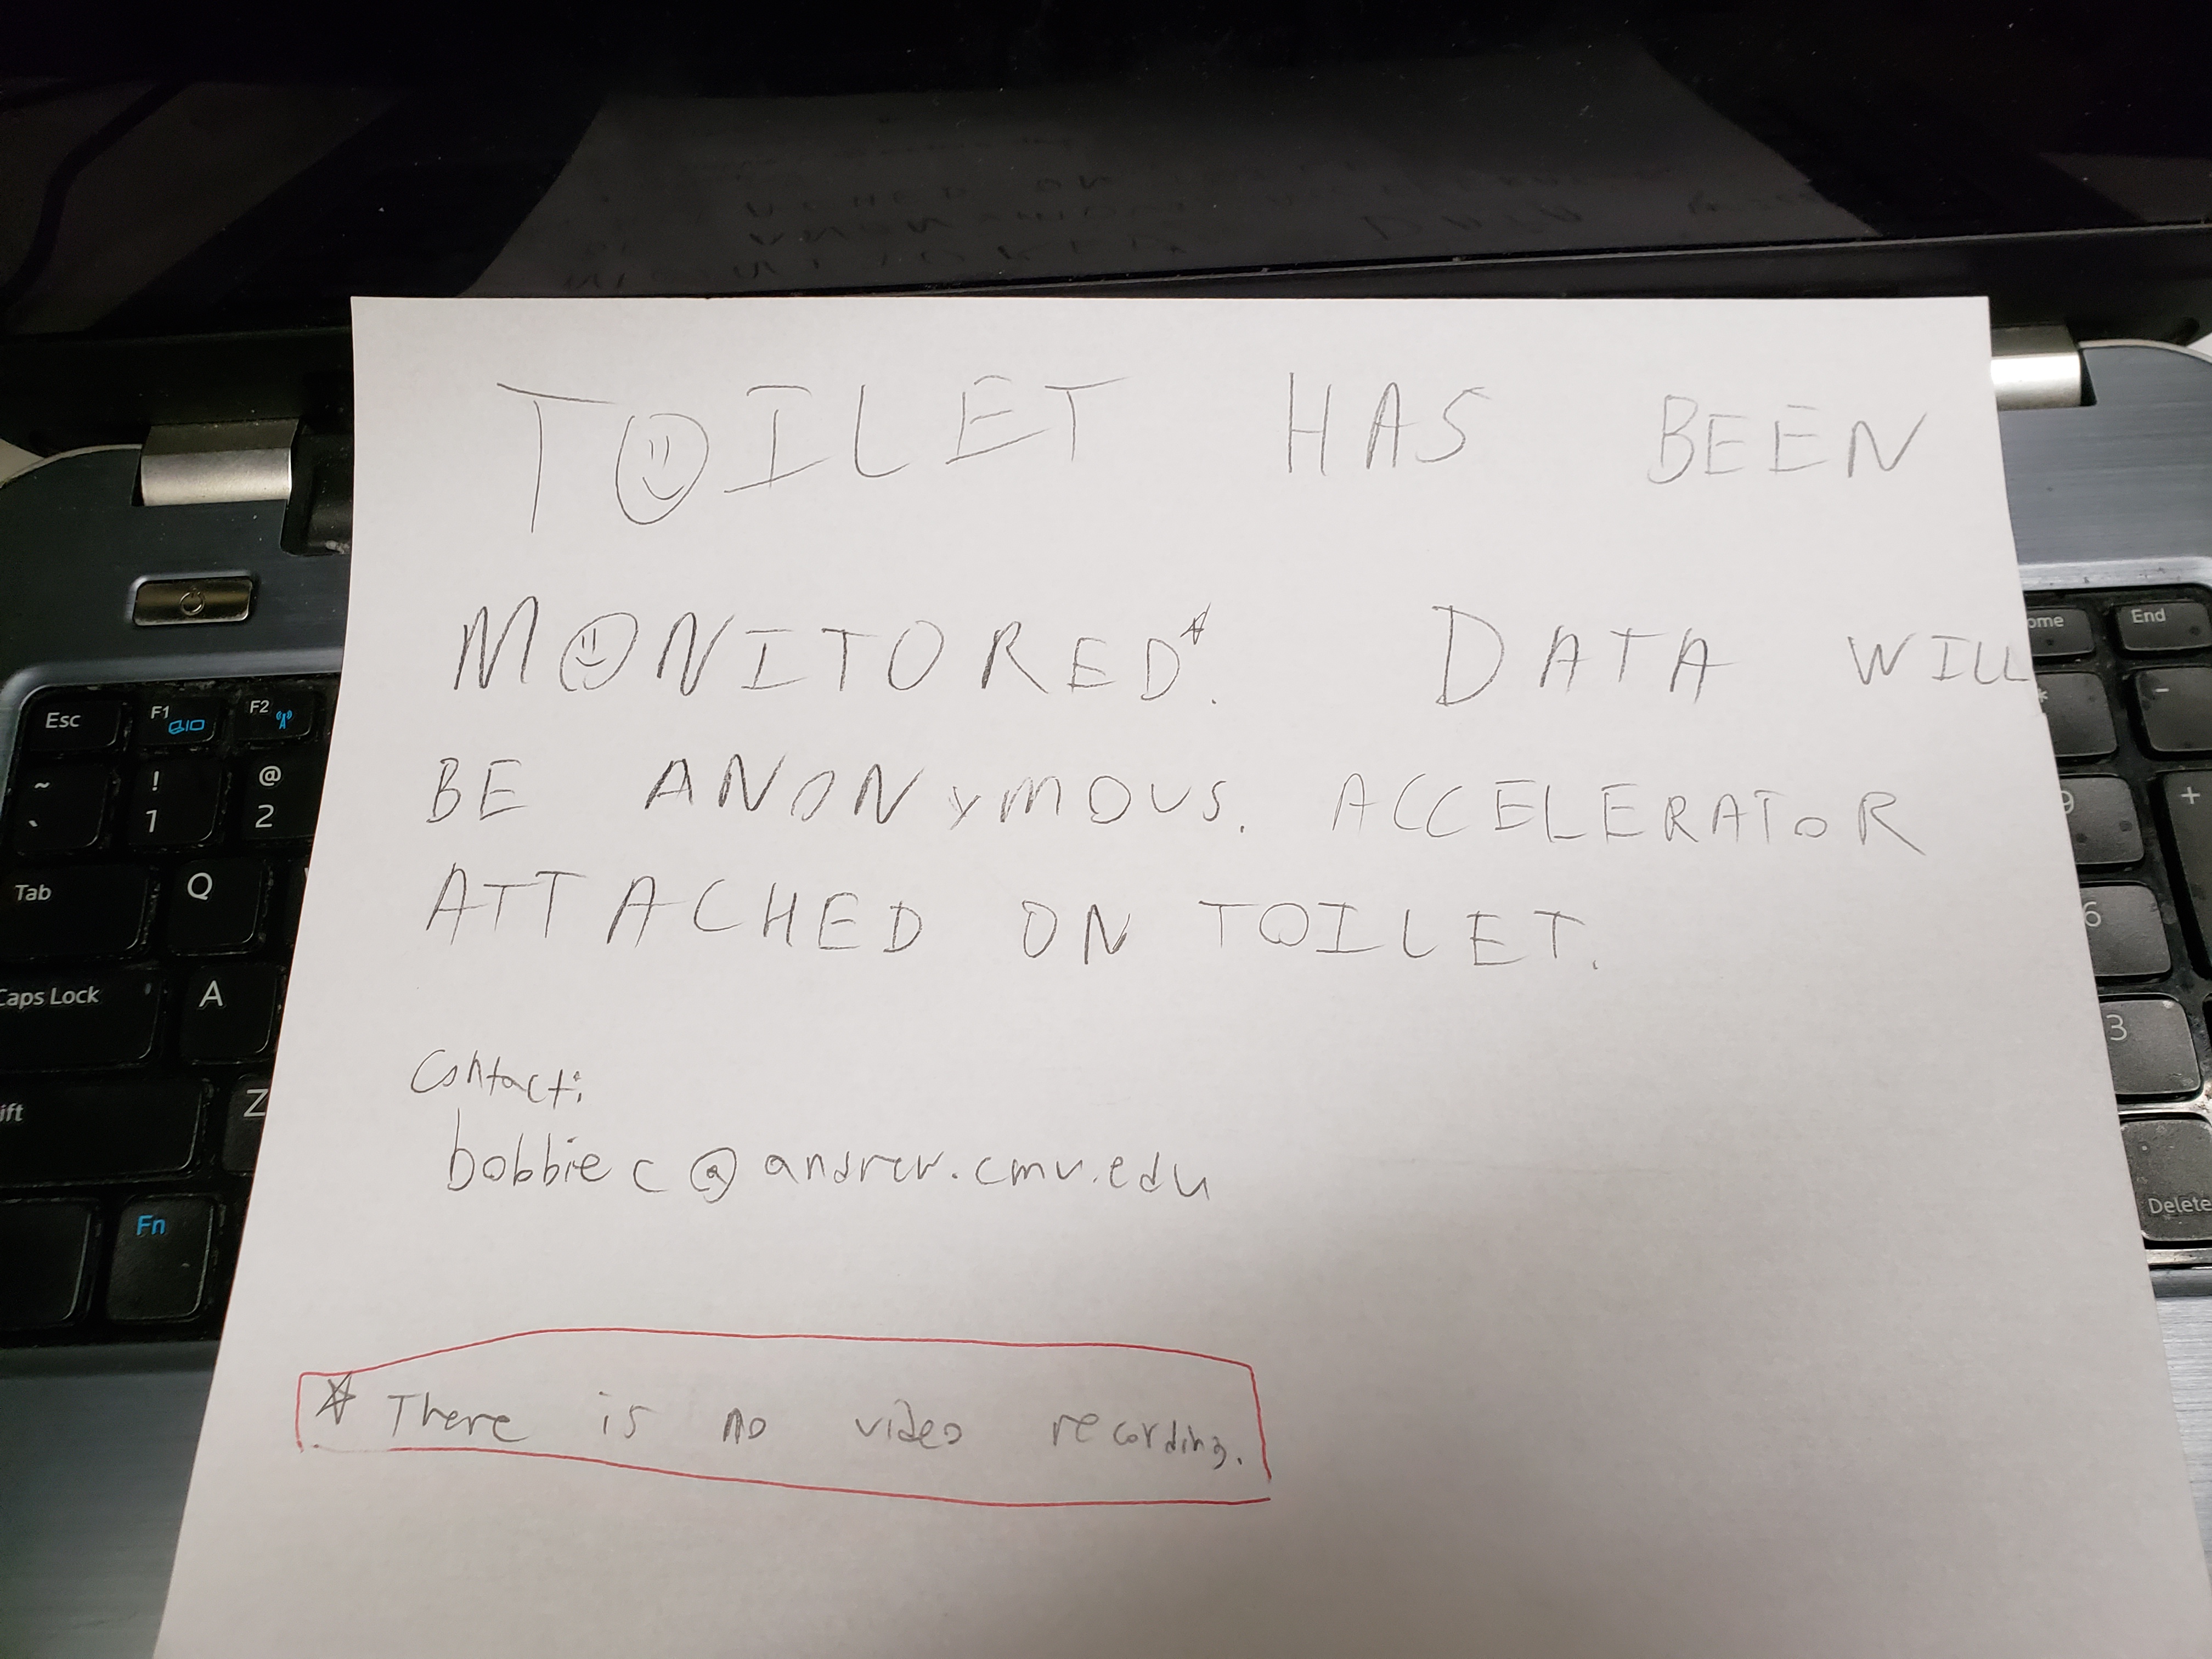 TOILET HAS BEEN
MONITORED*. DATA WILL
BE ANONYMOUS. ACCELERATOR
ATTACHED ON TOILET.
Contact:
bobbiec@andrew.cmu.edu
* There is no video recording.
Esc
F1
F2
~
`
!
1
@
2
Tab
Q
Caps Lock
A
ift
Z
Fn
ome
End
*
-
9
+
6
3
.
Delete